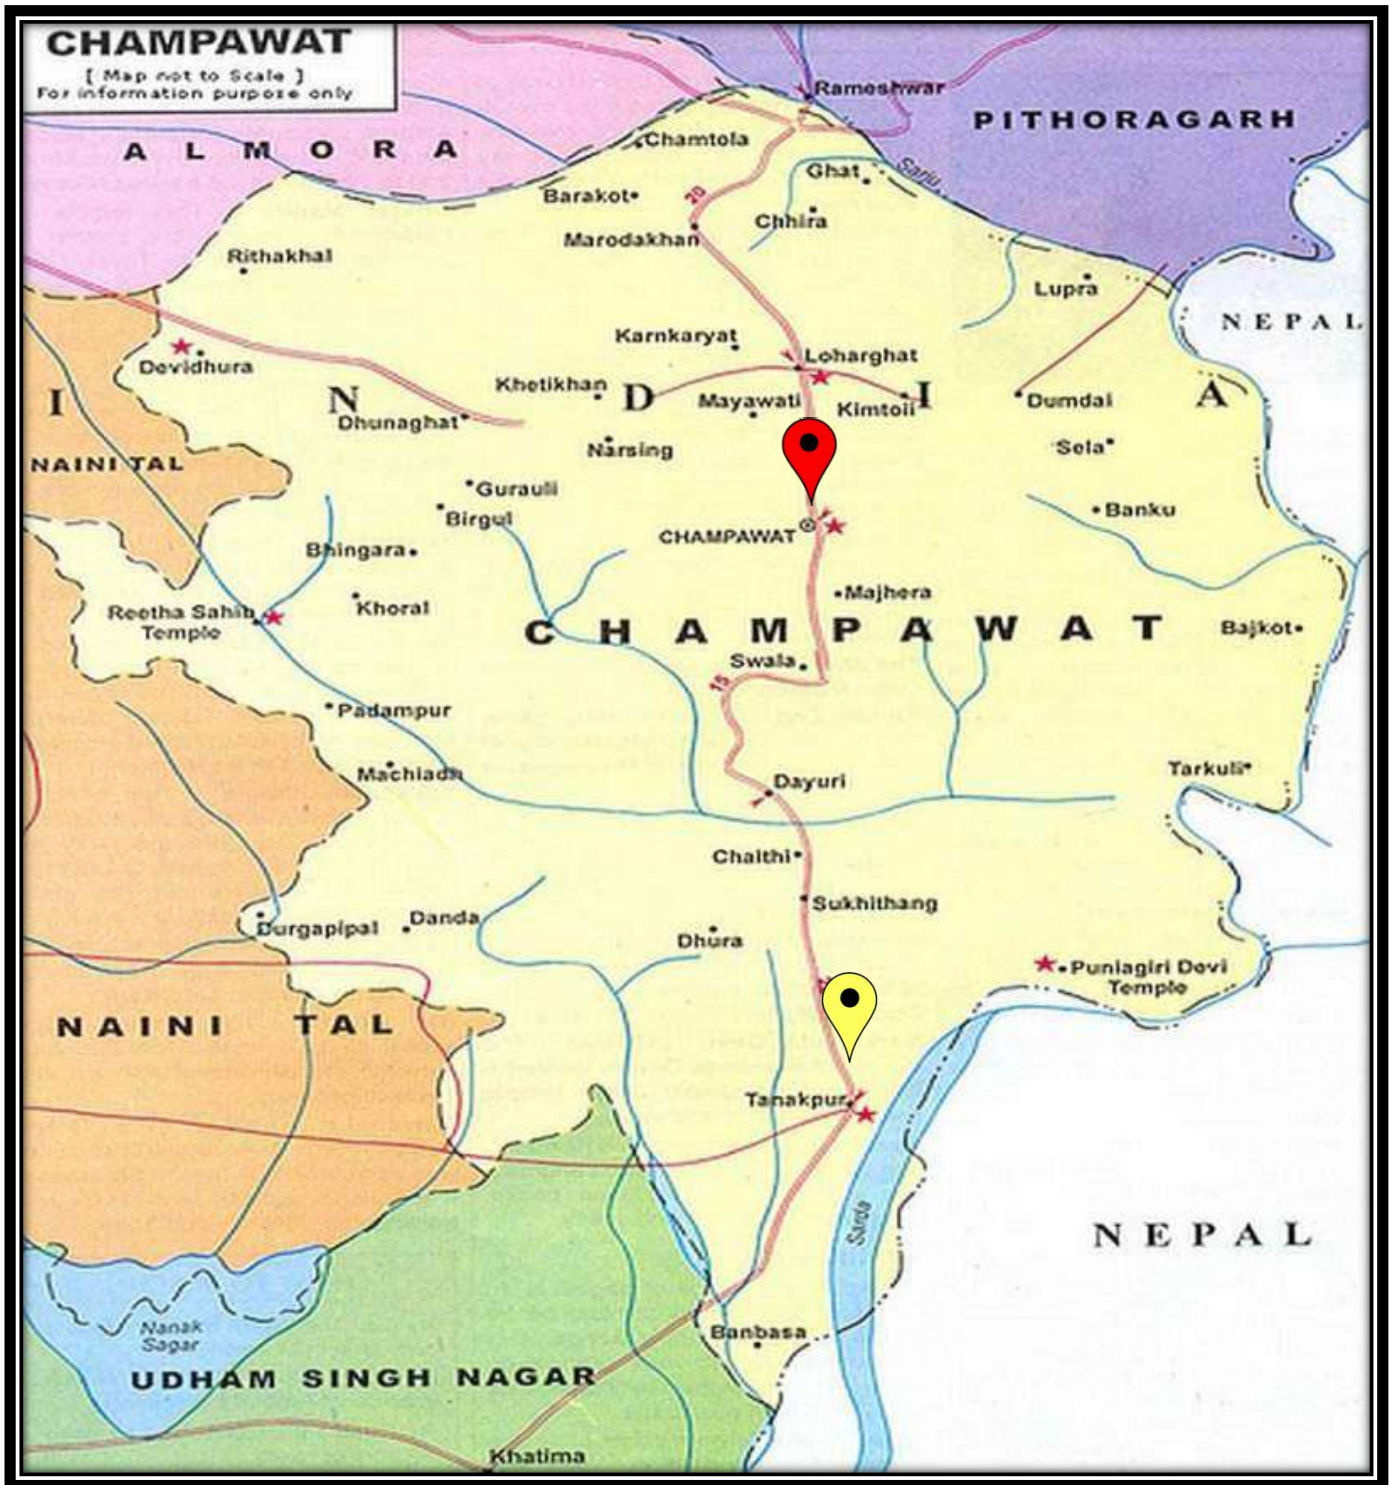 CHAMPAWAT
[ Map not to Scale ]
For information purpose only
Rameshwar
PITHORAGARH
ALMORA
Chamtola
Ghat
Sarju
Barakot
Chhira
Marodakhan
Rithakhal
Lupra
NEPAL
Karnkaryat
Loharghat
Devidhura
Khetikhan
INDIA
Mayawati
Kimtoli
Dumdai
Dhunaghat
20
Narsing
Sela
NAINI TAL
Gurauli
Birgul
Banku
CHAMPAWAT
Bhingara
Majhera
Reetha Sahib
Temple
Khoral
CHAMPAWAT
Bajkot
Swala
15
Padampur
Machiadh
Dayuri
Tarkuli
Chalthi
Sukhithang
Durgapipal
Danda
Dhura
Punlagiri Devi
Temple
NAINI TAL
Tanakpur
Sarda
NEPAL
Nanak
Sagar
Banbasa
UDHAM SINGH NAGAR
Khatima